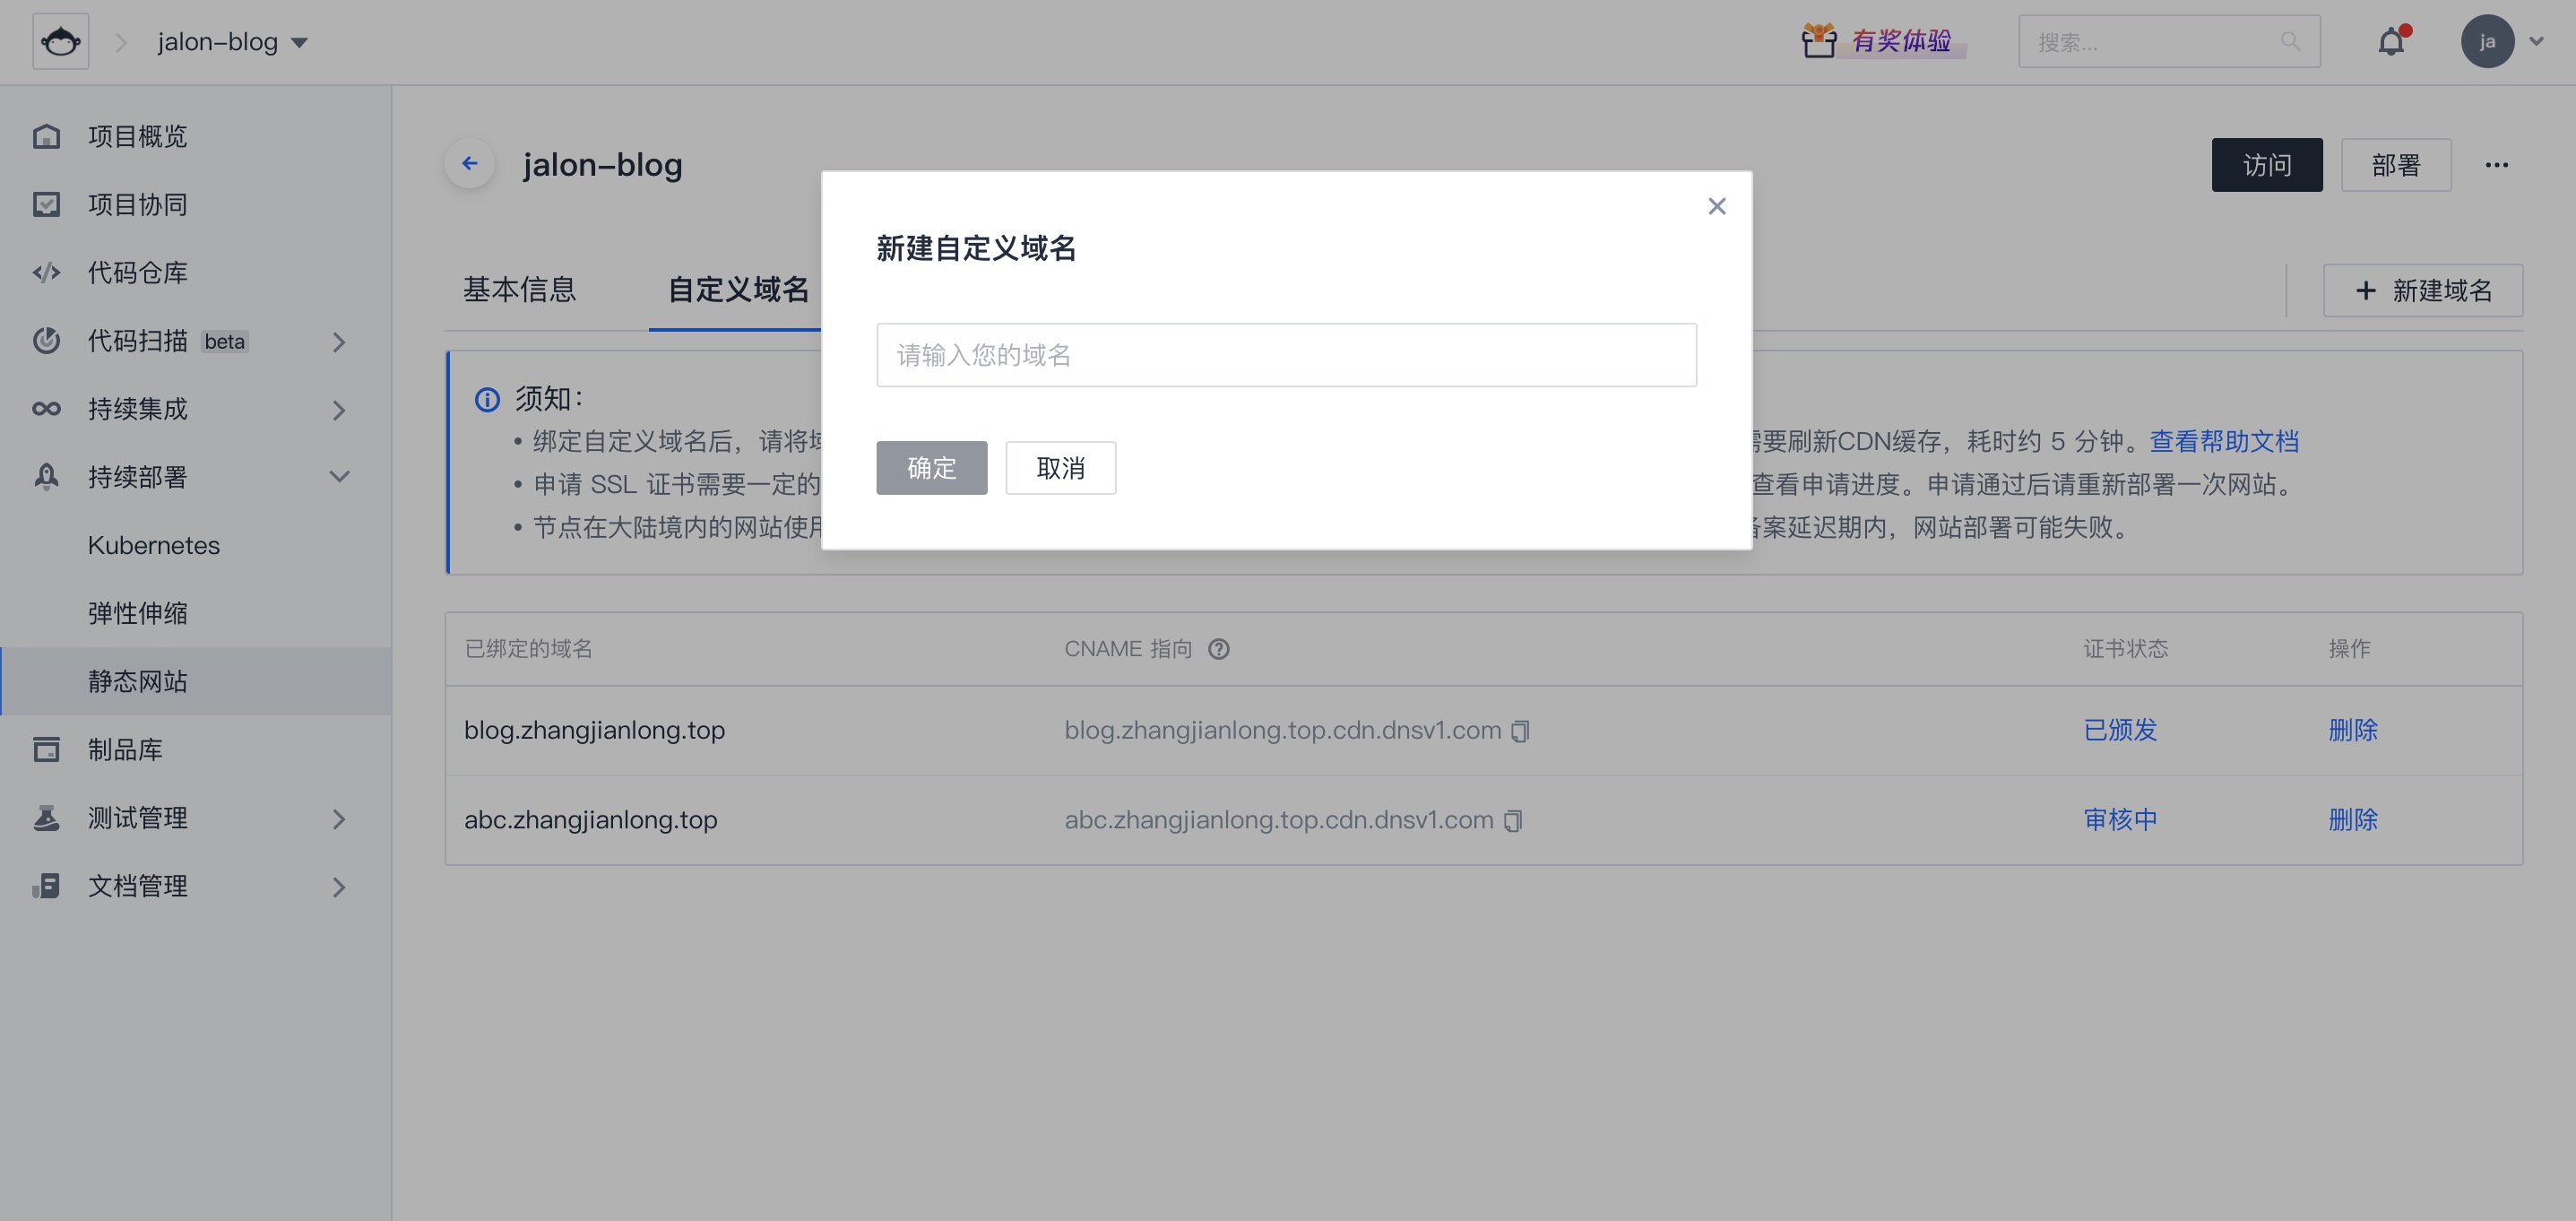 jalon-blog
有奖体验
搜索...
ja
项目概览
项目协同
代码仓库
代码扫描 beta
持续集成
持续部署
Kubernetes
弹性伸缩
静态网站
制品库
测试管理
文档管理
jalon-blog
访问
部署
基本信息
自定义域名
+ 新建域名
新建自定义域名
请输入您的域名
确定
取消
须知：
• 绑定自定义域名后，请将 要刷新CDN缓存，耗时约 5 分钟。查看帮助文档
• 申请 SSL 证书需要一定的 查看申请进度。申请通过后请重新部署一次网站。
• 节点在大陆境内的网站使 案延迟期内，网站部署可能失败。
已绑定的域名 CNAME 指向 证书状态 操作
blog.zhangjianlong.top blog.zhangjianlong.top.cdn.dnsv1.com 已颁发 删除
abc.zhangjianlong.top abc.zhangjianlong.top.cdn.dnsv1.com 审核中 删除